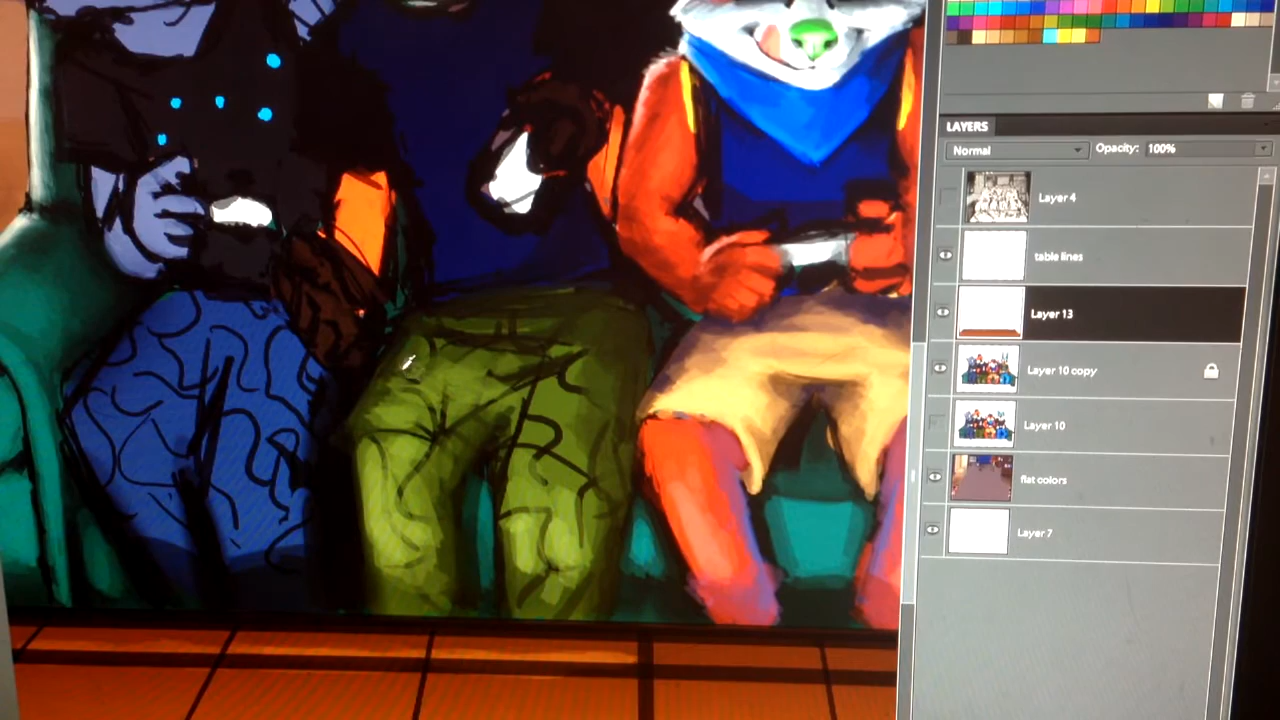 LAYERS
Normal Opacity: 100%
Layer 4
table lines
Layer 13
Layer 10 copy
Layer 10
flat colors
Layer 7